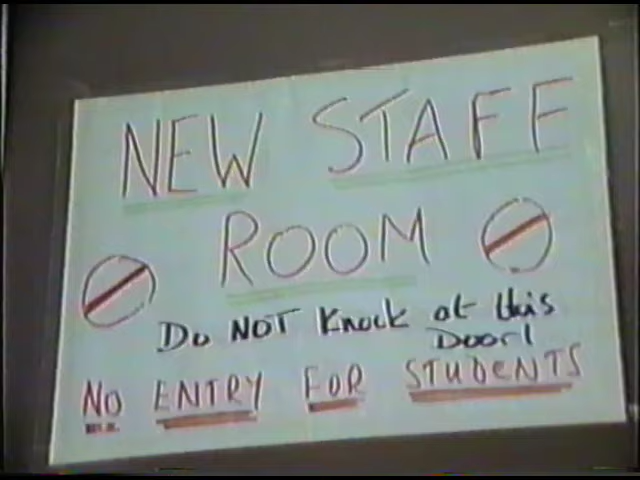 NEW STAFF
ROOM
Do NOT Knock at this
Door!
NO ENTRY FOR STUDENTS